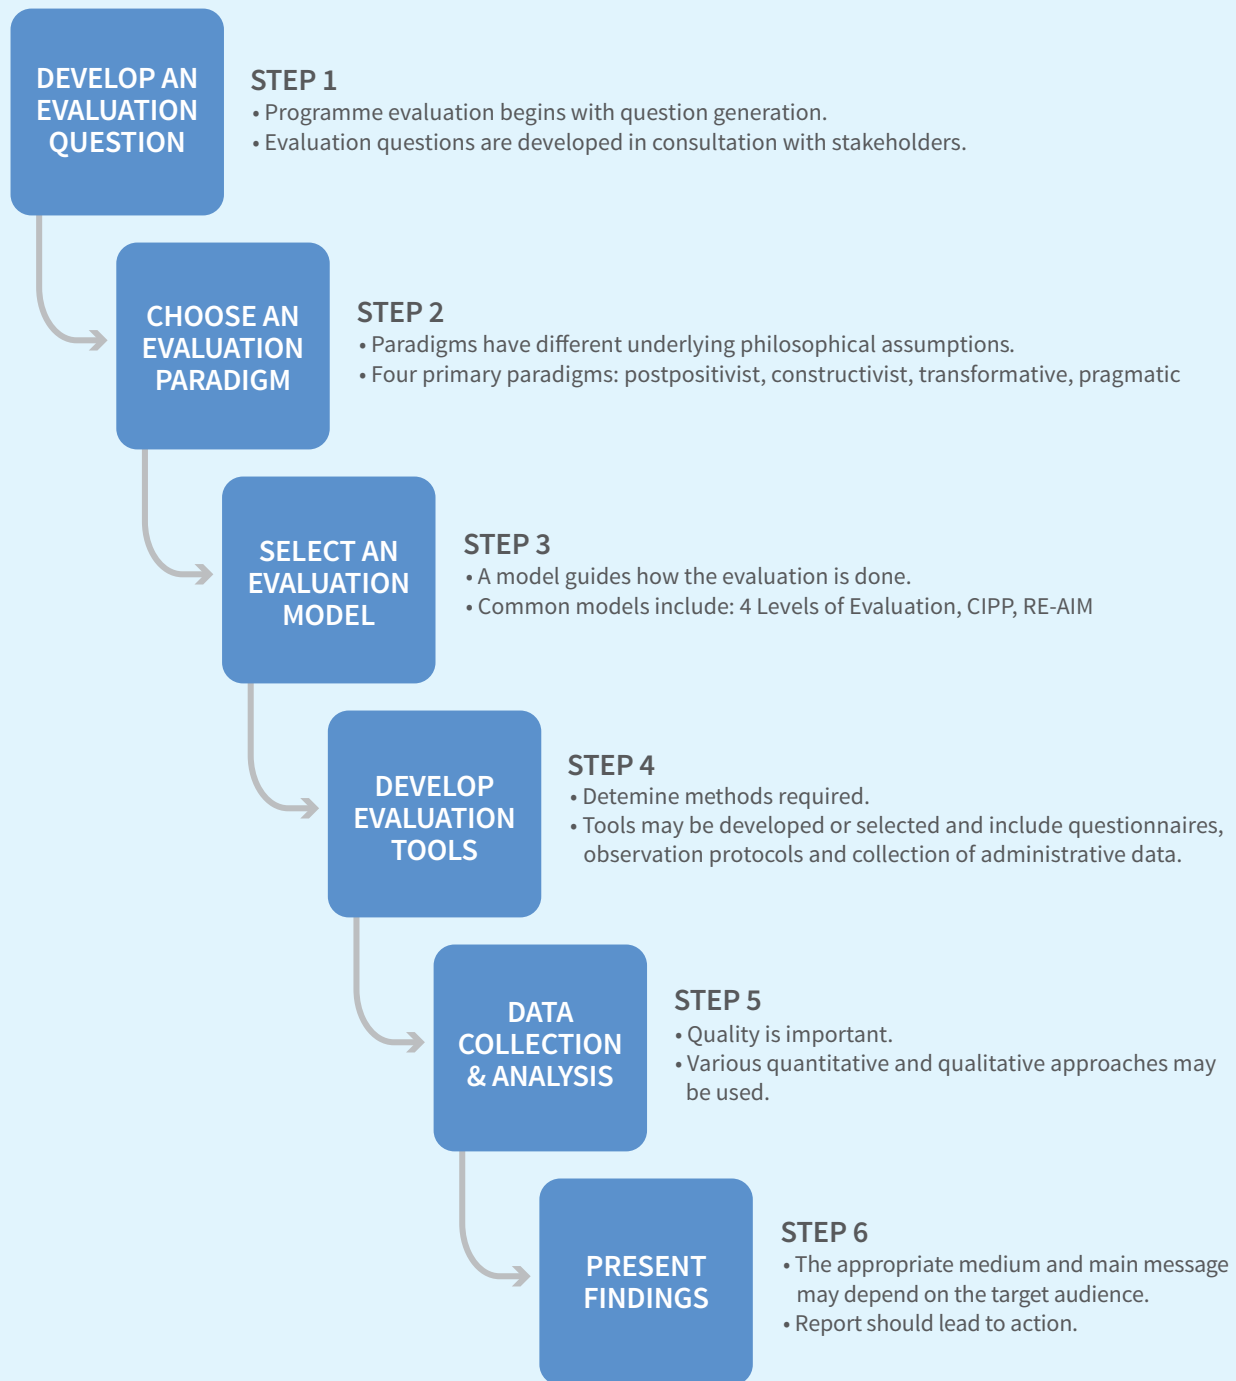 DEVELOP AN
EVALUATION
QUESTION
STEP 1
• Programme evaluation begins with question generation.
• Evaluation questions are developed in consultation with stakeholders.
CHOOSE AN
EVALUATION
PARADIGM
STEP 2
• Paradigms have different underlying philosophical assumptions.
• Four primary paradigms: postpositivist, constructivist, transformative, pragmatic
SELECT AN
EVALUATION
MODEL
STEP 3
• A model guides how the evaluation is done.
• Common models include: 4 Levels of Evaluation, CIPP, RE-AIM
DEVELOP
EVALUATION
TOOLS
STEP 4
• Detemine methods required.
• Tools may be developed or selected and include questionnaires,
observation protocols and collection of administrative data.
DATA
COLLECTION
& ANALYSIS
STEP 5
• Quality is important.
• Various quantitative and qualitative approaches may
be used.
PRESENT
FINDINGS
STEP 6
• The appropriate medium and main message
may depend on the target audience.
• Report should lead to action.